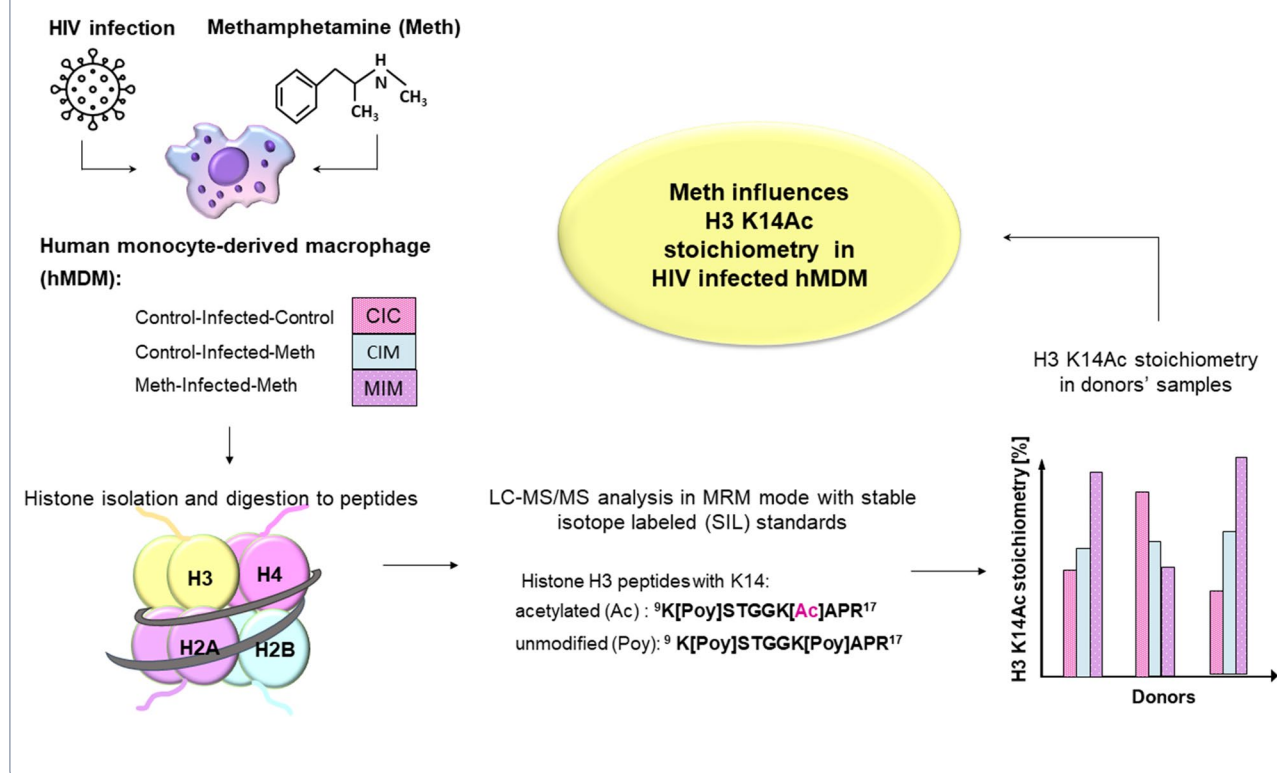 HIV infection
Methamphetamine (Meth)
H
N
CH3
CH3
Human monocyte-derived macrophage
(hMDM):
Control-Infected-Control
CIC
Control-Infected-Meth
CIM
Meth-Infected-Meth
MIM
Histone isolation and digestion to peptides
H3
H4
H2A
H2B
LC-MS/MS analysis in MRM mode with stable
isotope labeled (SIL) standards
Histone H3 peptides with K14:
acetylated (Ac) : ⁹K[Poy]STGGK[Ac]APR¹⁷
unmodified (Poy): ⁹ K[Poy]STGGK[Poy]APR¹⁷
H3 K14Ac stoichiometry [%]
Donors
H3 K14Ac stoichiometry
in donors' samples
Meth influences
H3 K14Ac
stoichiometry in
HIV infected hMDM